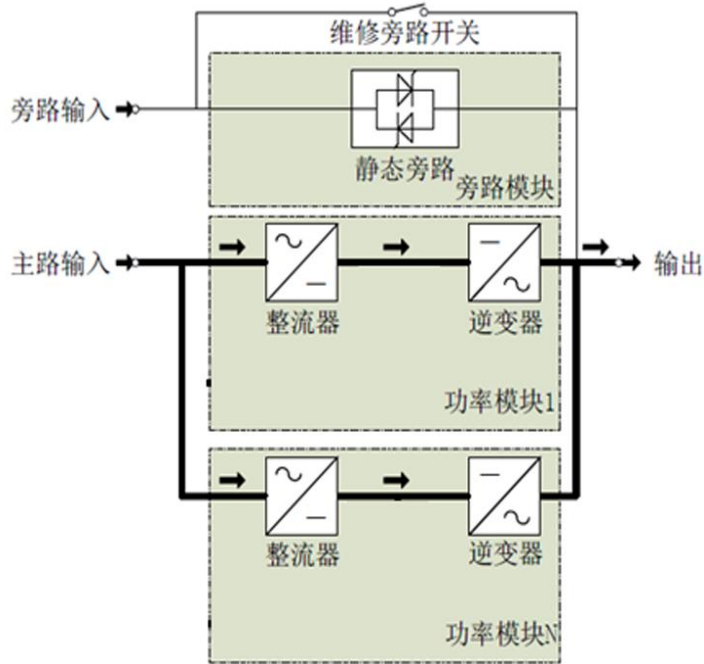 维修旁路开关
旁路输入
静态旁路
旁路模块
主路输入
输出
整流器
逆变器
功率模块1
整流器
逆变器
功率模块N